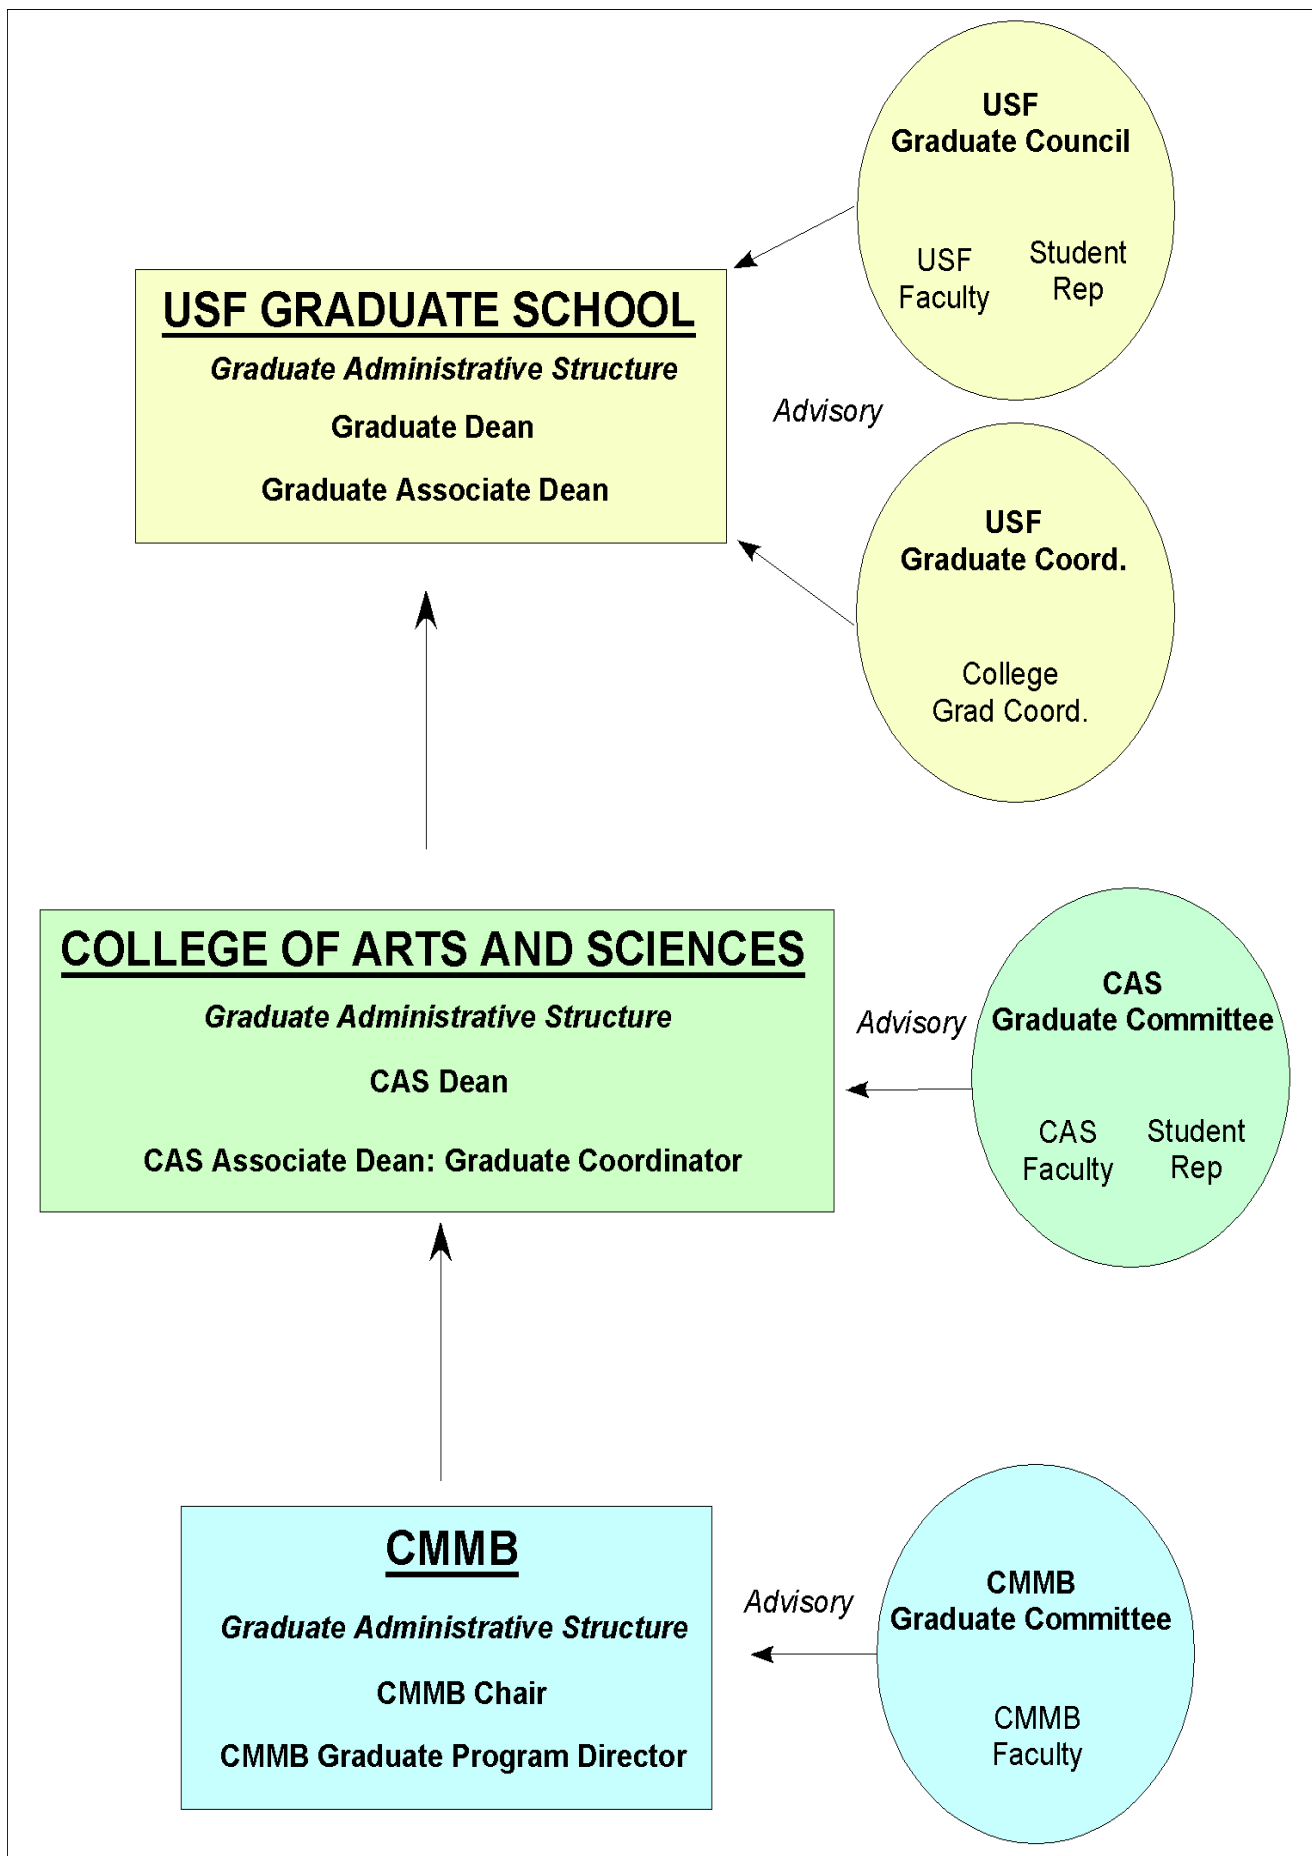 USF
Graduate Council
USF
Faculty
Student
Rep
USF GRADUATE SCHOOL
Graduate Administrative Structure
Graduate Dean
Graduate Associate Dean
Advisory
USF
Graduate Coord.
College
Grad Coord.
COLLEGE OF ARTS AND SCIENCES
Graduate Administrative Structure
CAS Dean
CAS Associate Dean: Graduate Coordinator
Advisory
CAS
Graduate Committee
CAS
Faculty
Student
Rep
CMMB
Graduate Administrative Structure
CMMB Chair
CMMB Graduate Program Director
Advisory
CMMB
Graduate Committee
CMMB
Faculty